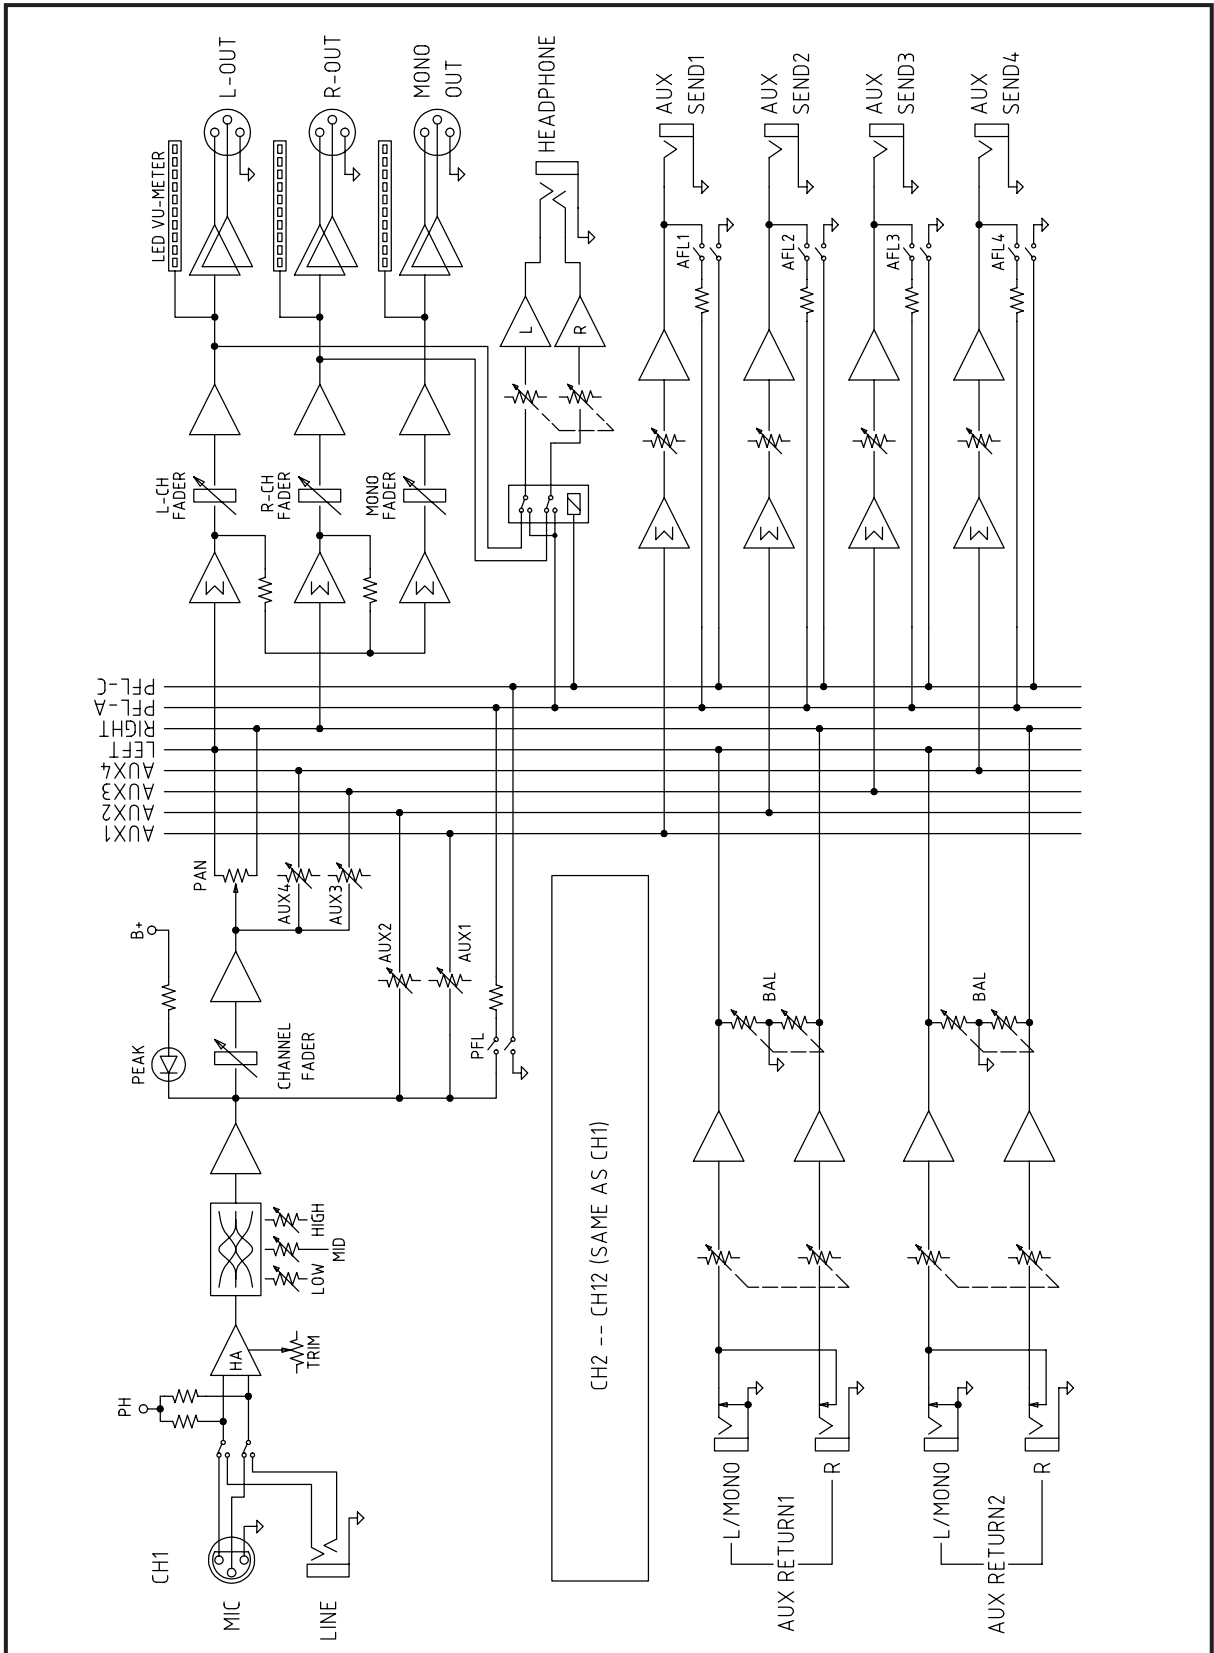 L-OUT
R-OUT
MONO
OUT
HEADPHONE
AUX
SEND1
AUX
SEND2
AUX
SEND3
AUX
SEND4
LED VU-METER
AFL1
AFL2
AFL3
AFL4
L
R
L-CH
FADER
R-CH
FADER
MONO
FADER
Σ
Σ
Σ
Σ
Σ
Σ
Σ
PFL-C
PFL-A
RIGHT
LEFT
AUX4
AUX3
AUX2
AUX1
PAN
AUX4
AUX3
AUX2
AUX1
B+
PEAK
CHANNEL
FADER
PFL
BAL
BAL
HIGH
MID
LOW
HA
TRIM
PH
CH2 -- CH12 (SAME AS CH1)
CH1
MIC
LINE
L/MONO
R
AUX RETURN1
L/MONO
R
AUX RETURN2